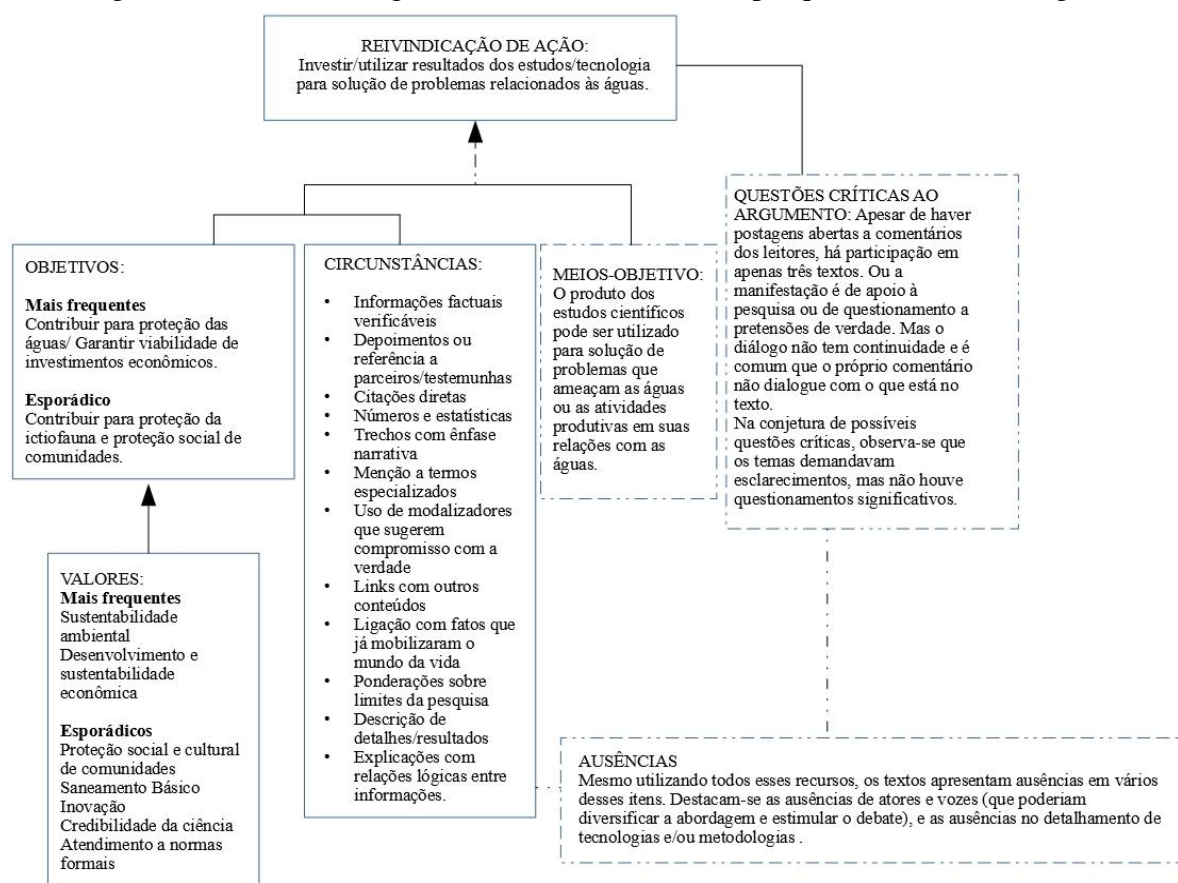 REIVINDICAÇÃO DE AÇÃO:
Investir/utilizar resultados dos estudos/tecnologia
para solução de problemas relacionados às águas.
OBJETIVOS:
Mais frequentes
Contribuir para proteção das
águas/ Garantir viabilidade de
investimentos econômicos.
Esporádico
Contribuir para proteção da
ictiofauna e proteção social de
comunidades.
CIRCUNSTÂNCIAS:
• Informações factuais
verificáveis
• Depoimentos ou
referência a
parceiros/testemunhas
• Citações diretas
• Números e estatísticas
• Trechos com ênfase
narrativa
• Menção a termos
especializados
• Uso de modalizadores
que sugerem
compromisso com a
verdade
• Links com outros
conteúdos
• Ligação com fatos que
já mobilizaram o
mundo da vida
• Ponderações sobre
limites da pesquisa
• Descrição de
detalhes/resultados
• Explicações com
relações lógicas entre
informações.
MEIOS-OBJETIVO:
O produto dos
estudos científicos
pode ser utilizado
para solução de
problemas que
ameaçam as águas
ou as atividades
produtivas em suas
relações com as
águas.
QUESTÕES CRÍTICAS AO
ARGUMENTO: Apesar de haver
postagens abertas a comentários
dos leitores, há participação em
apenas três textos. Ou a
manifestação é de apoio à
pesquisa ou de questionamento a
pretensões de verdade. Mas o
diálogo não tem continuidade e é
comum que o próprio comentário
não dialogue com o que está no
texto.
Na conjetura de possíveis
questões críticas, observa-se que
os temas demandavam
esclarecimentos, mas não houve
questionamentos significativos.
VALORES:
Mais frequentes
Sustentabilidade
ambiental
Desenvolvimento e
sustentabilidade
econômica
Esporádicos
Proteção social e cultural
de comunidades
Saneamento Básico
Inovação
Credibilidade da ciência
Atendimento a normas
formais
AUSÊNCIAS
Mesmo utilizando todos esses recursos, os textos apresentam ausências em vários
desses itens. Destacam-se as ausências de atores e vozes (que poderiam
diversificar a abordagem e estimular o debate), e as ausências no detalhamento de
tecnologias e/ou metodologias .